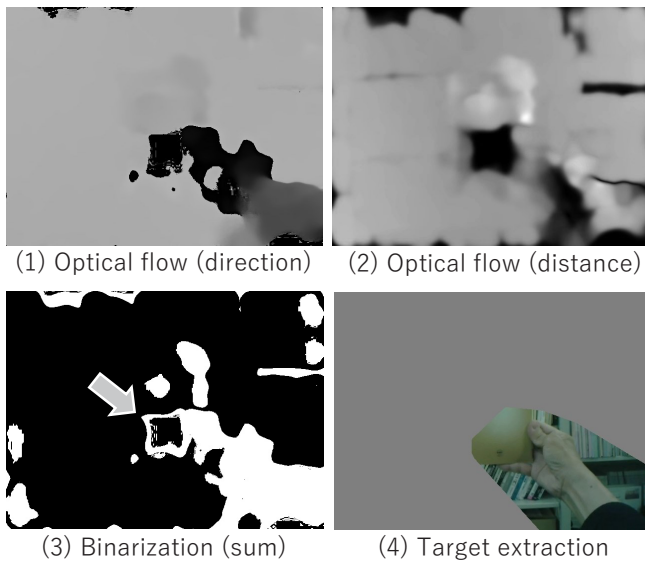 (1) Optical flow (direction)
(2) Optical flow (distance)
(3) Binarization (sum)
(4) Target extraction